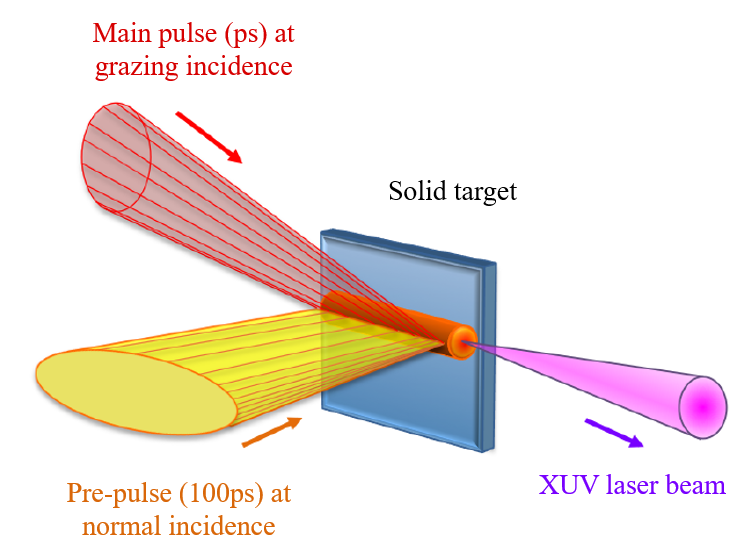 Main pulse (ps) at
grazing incidence
Solid target
XUV laser beam
Pre-pulse (100ps) at
normal incidence